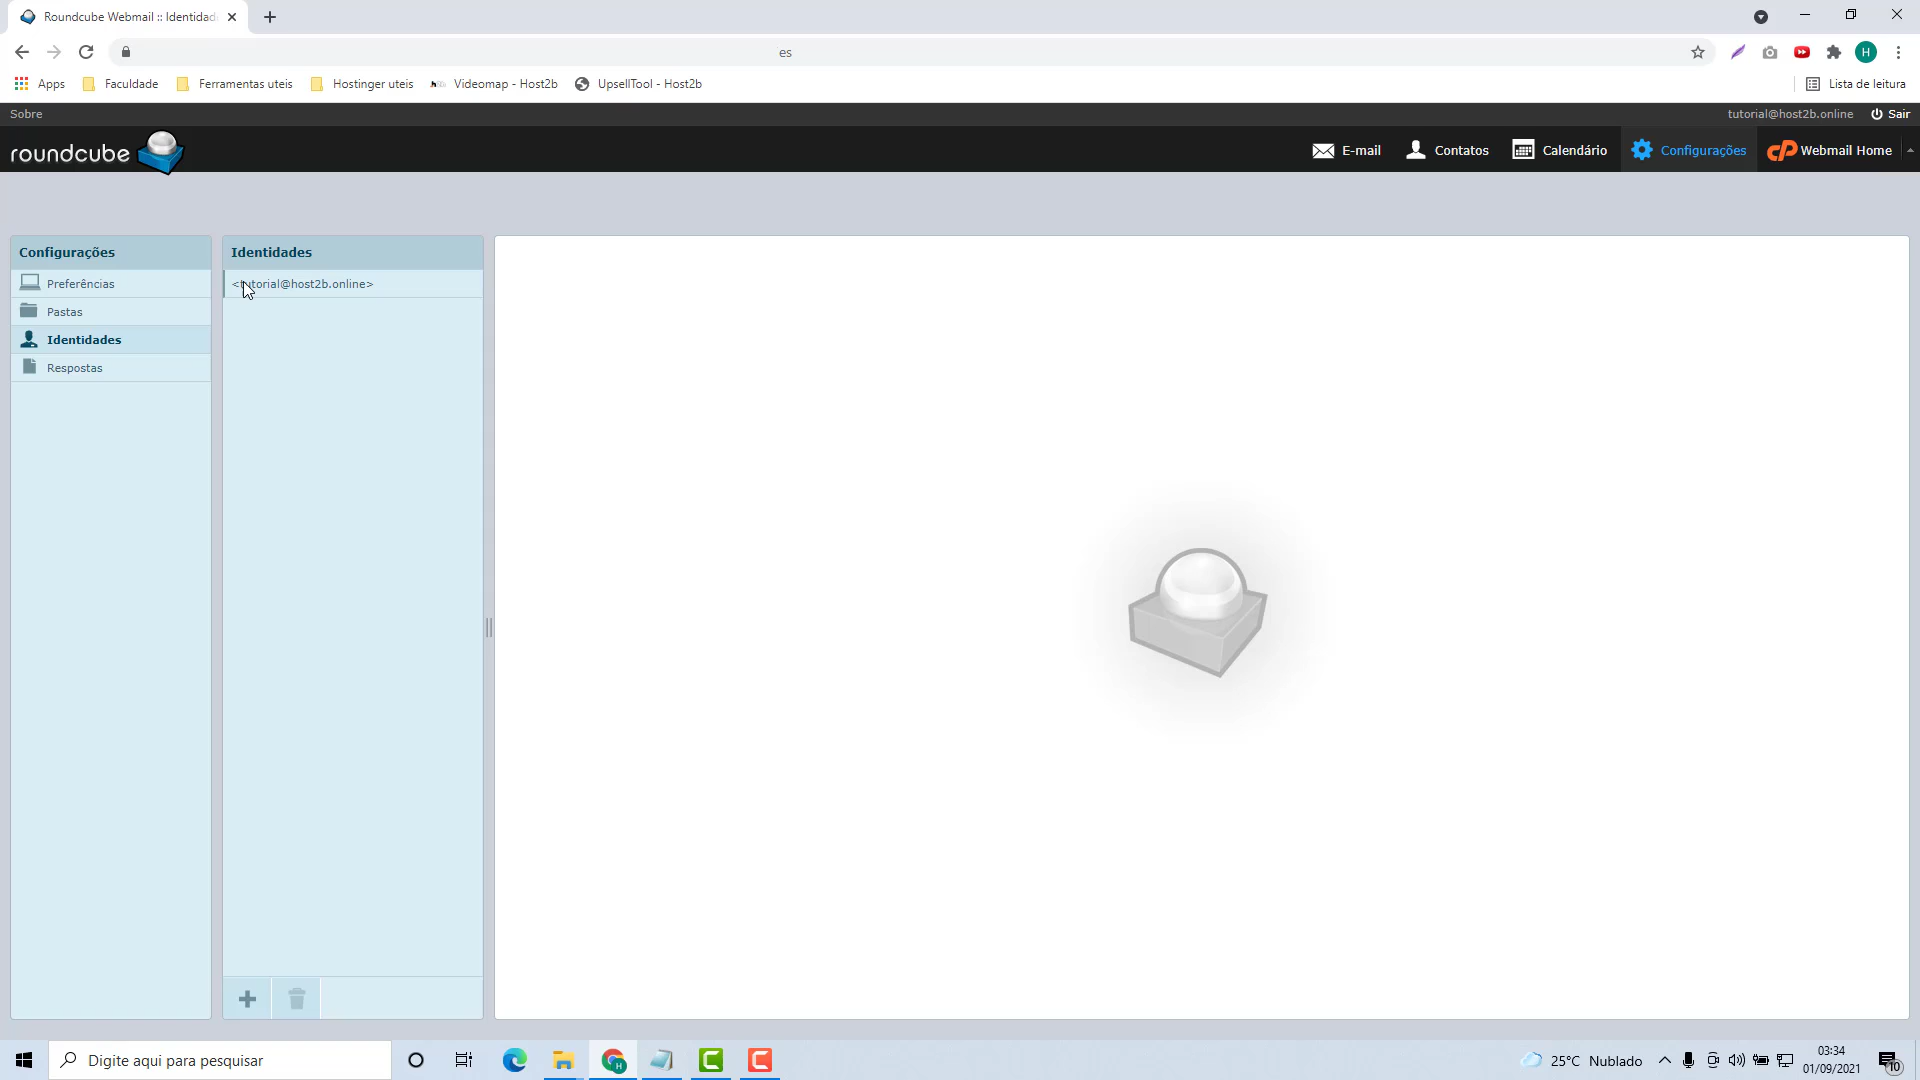 Roundcube Webmail :: Identidad
es
Apps
Faculdade
Ferramentas uteis
Hostinger uteis
Videomap - Host2b
UpsellTool - Host2b
Lista de leitura
Sobre
tutorial@host2b.online
Sair
roundcube
E-mail
Contatos
Calendário
Configurações
cP Webmail Home
Configurações
Preferências
Pastas
Identidades
Respostas
Identidades
<tutorial@host2b.online>
Digite aqui para pesquisar
25°C Nublado
03:34
01/09/2021
10
H